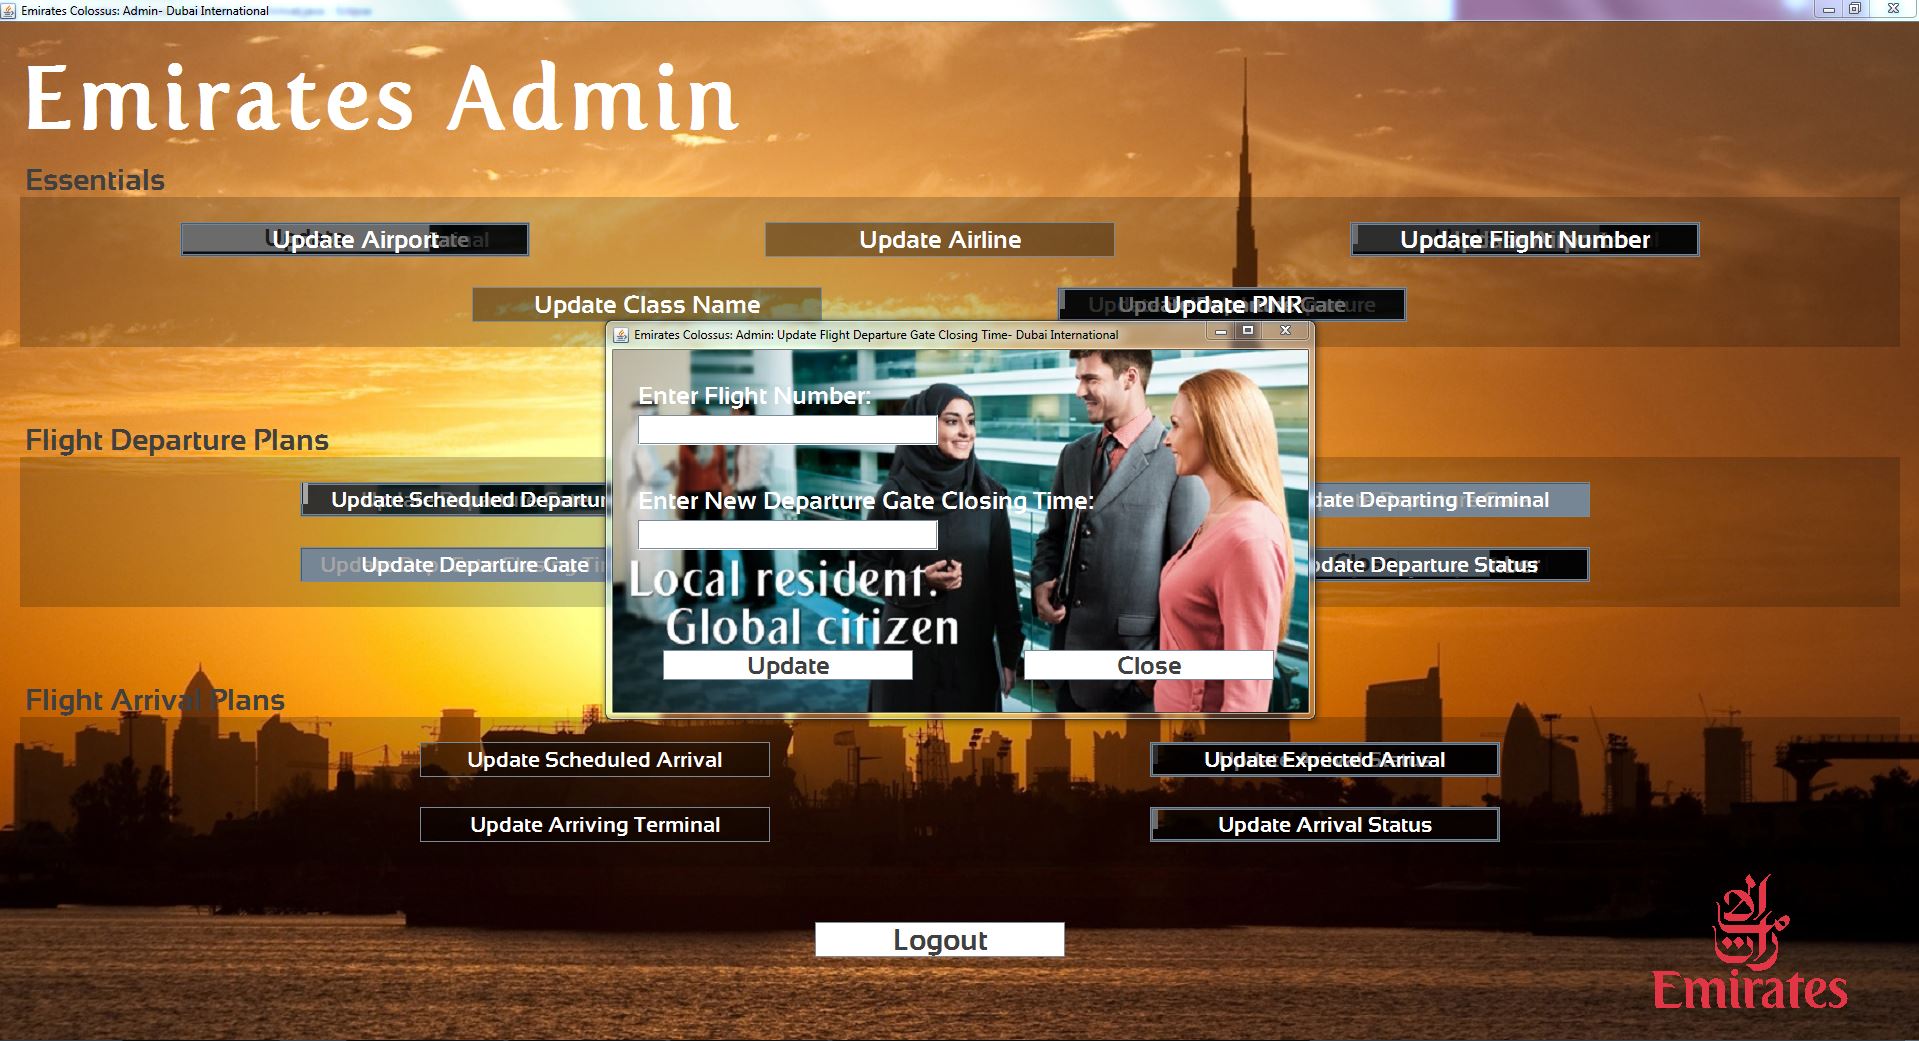 Emirates Colossus: Admin- Dubai International
Emirates Admin
Essentials
Update Airport
Update Airline
Update Flight Number
Update Class Name
Update PNR
Flight Departure Plans
Update Scheduled Departur
date Departing Terminal
Update Departure Gate
date Departure Status
Emirates Colossus: Admin: Update Flight Departure Gate Closing Time- Dubai International
Enter Flight Number:
Enter New Departure Gate Closing Time:
Local resident.
Global citizen
Update
Close
Flight Arrival Plans
Update Scheduled Arrival
Update Expected Arrival
Update Arriving Terminal
Update Arrival Status
Logout
Emirates